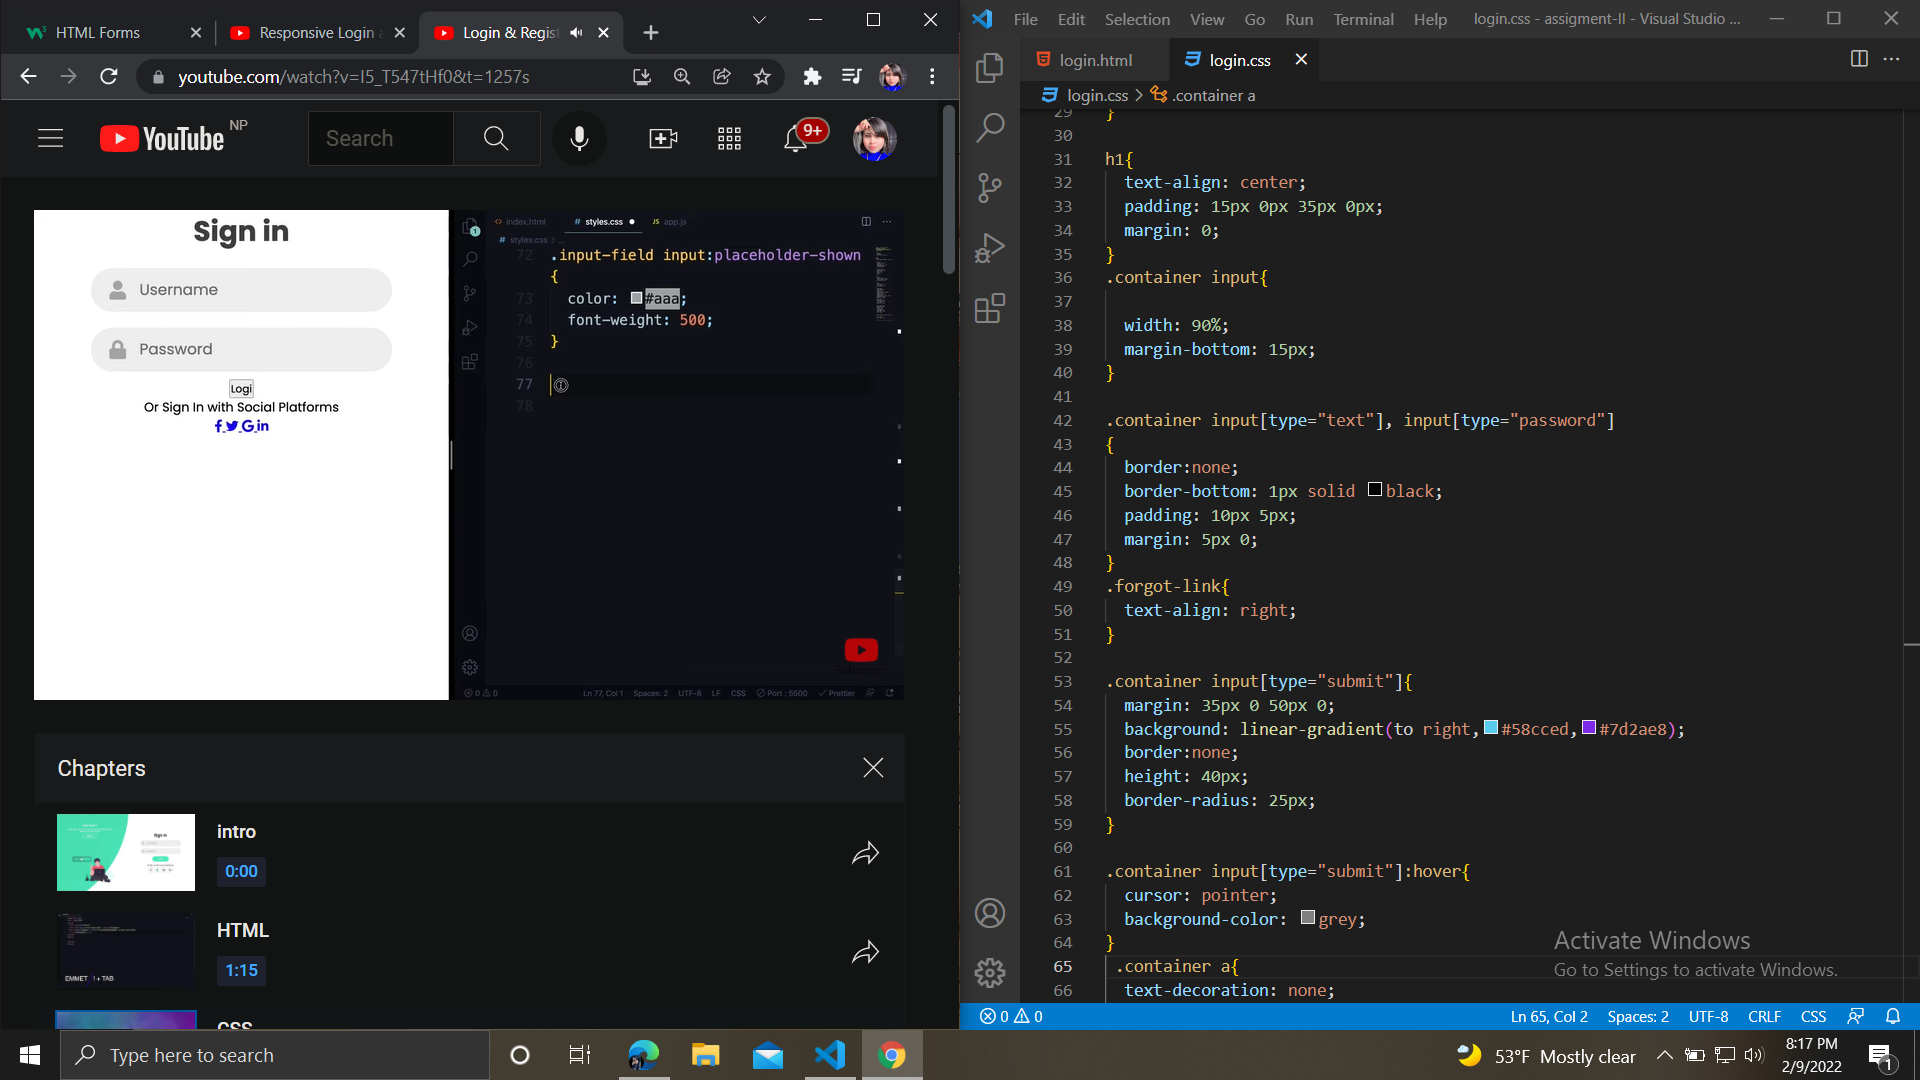 HTML Forms
Responsive Login a
Login & Regist
youtube.com/watch?v=I5_T547tHf0&t=1257s
YouTube NP
Search
9+
Sign in
Username
Password
Logi
Or Sign In with Social Platforms
index.html
# styles.css
JS app.js
# styles.css > ...
72 .input-field input:placeholder-shown
{
73 color: #aaa;
74 font-weight: 500;
75 }
76
77
78
0 0 Ln 77, Col 1 Spaces: 2 UTF-8 LF CSS Port : 5500 Prettier
Chapters
intro
0:00
EMMET ! + TAB
HTML
1:15
CSS
File Edit Selection View Go Run Terminal Help login.css - assigment-II - Visual Studio ...
login.html
login.css
login.css > .container a
29 }
30
31 h1{
32 text-align: center;
33 padding: 15px 0px 35px 0px;
34 margin: 0;
35 }
36 .container input{
37
38 width: 90%;
39 margin-bottom: 15px;
40 }
41
42 .container input[type="text"], input[type="password"]
43 {
44 border:none;
45 border-bottom: 1px solid black;
46 padding: 10px 5px;
47 margin: 5px 0;
48 }
49 .forgot-link{
50 text-align: right;
51 }
52
53 .container input[type="submit"]{
54 margin: 35px 0 50px 0;
55 background: linear-gradient(to right,#58cced,#7d2ae8);
56 border:none;
57 height: 40px;
58 border-radius: 25px;
59 }
60
61 .container input[type="submit"]:hover{
62 cursor: pointer;
63 background-color: grey;
64 }
65 .container a{
66 text-decoration: none;
Activate Windows
Go to Settings to activate Windows.
0 0 Ln 65, Col 2 Spaces: 2 UTF-8 CRLF CSS
Type here to search
53°F Mostly clear
8:17 PM
2/9/2022
1